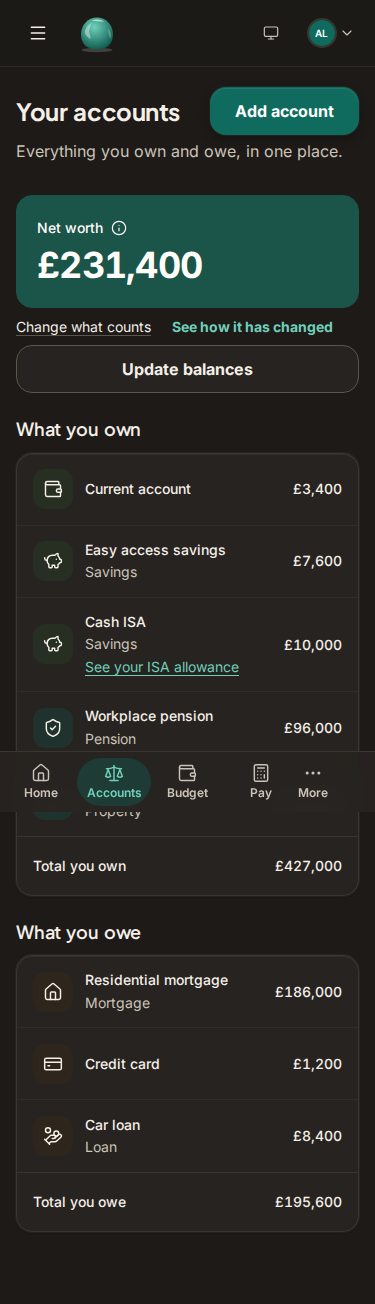 AL
Your accounts
Add account
Everything you own and owe, in one place.
Net worth
£231,400
Change what counts
See how it has changed
Update balances
What you own
Current account
£3,400
Easy access savings
Savings
£7,600
Cash ISA
Savings
See your ISA allowance
£10,000
Workplace pension
Pension
£96,000
Home
Accounts
Budget
Pay
More
Property
Total you own
£427,000
What you owe
Residential mortgage
Mortgage
£186,000
Credit card
£1,200
Car loan
Loan
£8,400
Total you owe
£195,600